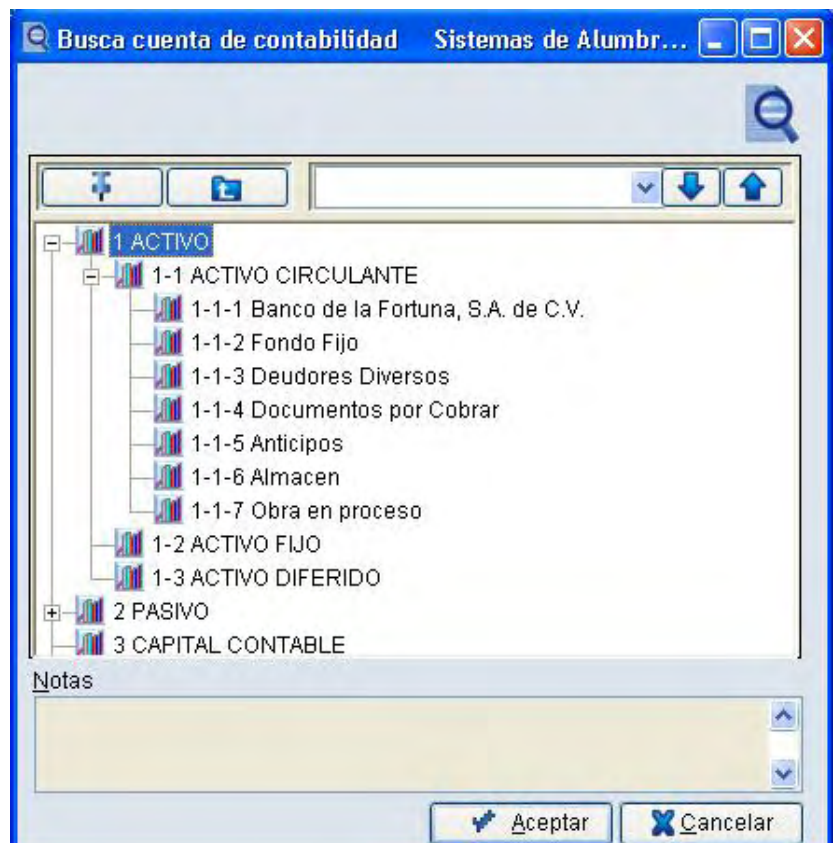 Busca cuenta de contabilidad Sistemas de Alumbr...
1 ACTIVO
1-1 ACTIVO CIRCULANTE
1-1-1 Banco de la Fortuna, S.A. de C.V.
1-1-2 Fondo Fijo
1-1-3 Deudores Diversos
1-1-4 Documentos por Cobrar
1-1-5 Anticipos
1-1-6 Almacen
1-1-7 Obra en proceso
1-2 ACTIVO FIJO
1-3 ACTIVO DIFERIDO
2 PASIVO
3 CAPITAL CONTABLE
Notas
Aceptar Cancelar